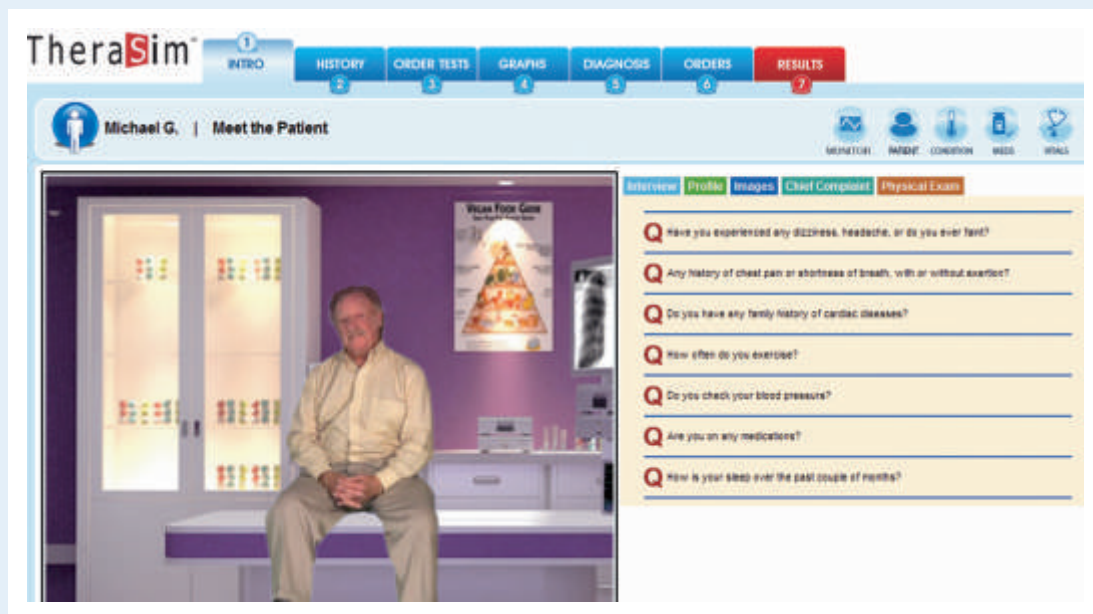 TheraSim™
1
INTRO
HISTORY
2
ORDER TESTS
3
GRAPHS
4
DIAGNOSIS
5
ORDERS
6
RESULTS
7
Michael G. | Meet the Patient
MONITOR
PATIENT
CONDITION
MEDS
VITALS
Interview
Profile
Images
Chief Complaint
Physical Exam
VEGAN FOOD GUIDE
Q Have you experienced any dizziness, headache, or do you ever faint?
Q Any history of chest pain or shortness of breath, with or without exertion?
Q Do you have any family history of cardiac diseases?
Q How often do you exercise?
Q Do you check your blood pressure?
Q Are you on any medications?
Q How is your sleep over the past couple of months?